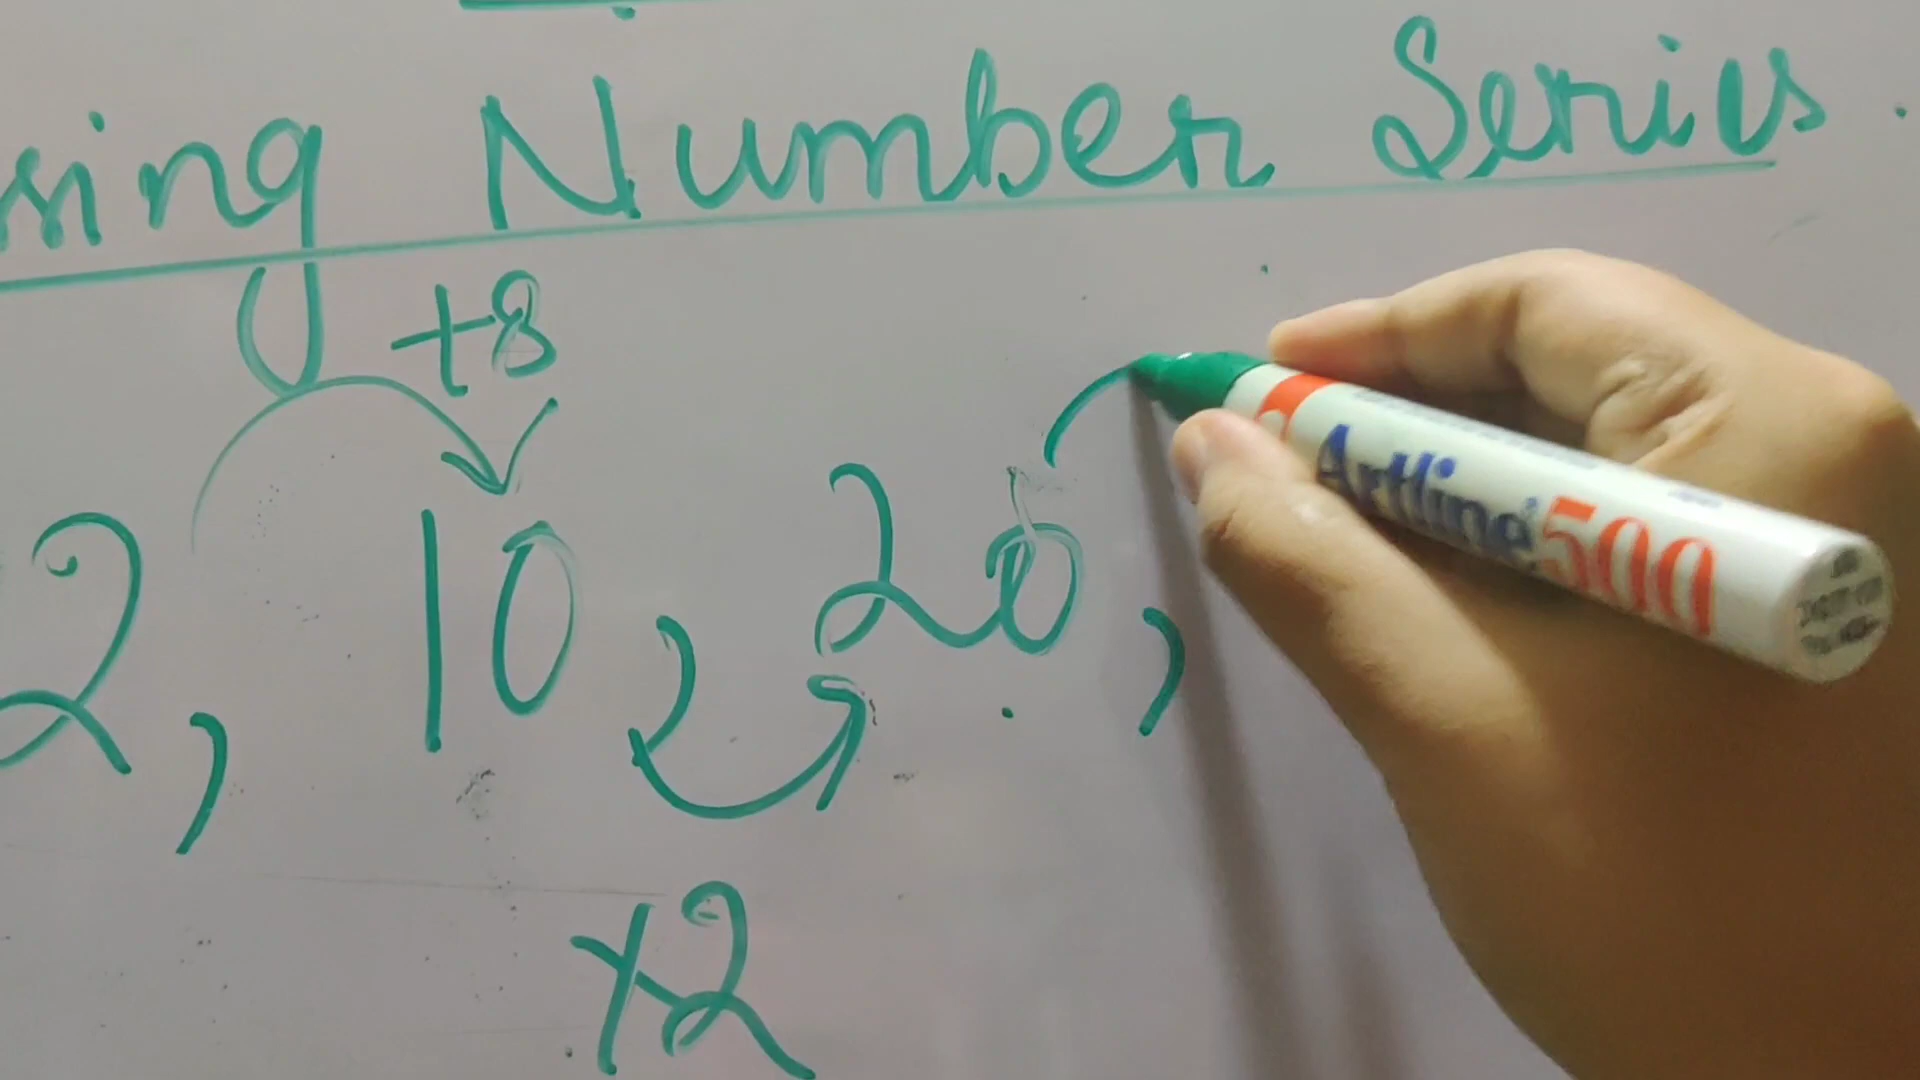 sing Number Series
+8
2, 10, 20,
x2
Artline 500